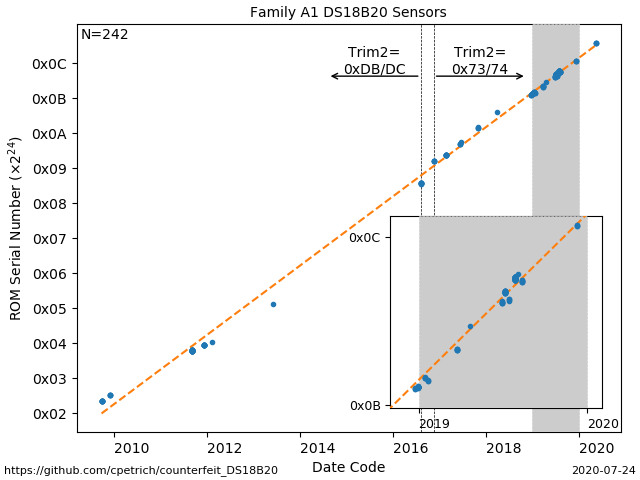 Family A1 DS18B20 Sensors
N=242
Trim2=
0xDB/DC
Trim2=
0x73/74
0x0C
0x0B
0x0A
0x09
0x08
0x07
0x06
0x05
0x04
0x03
0x02
ROM Serial Number (×2²⁴)
0x0C
0x0B
2019
2020
2010
2012
2014
2016
2018
2020
Date Code
https://github.com/cpetrich/counterfeit_DS18B20
2020-07-24